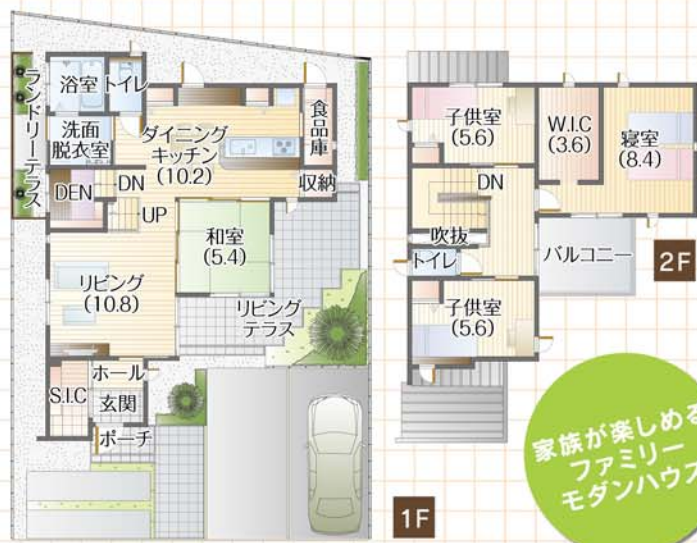 ランドリーテラス
浴室
トイレ
洗面
脱衣室
ダイニング
キッチン
(10.2)
食品庫
収納
DEN
DN
UP
和室
(5.4)
リビング
(10.8)
リビング
テラス
S.I.C
ホール
玄関
ポーチ
1F
子供室
(5.6)
W.I.C
(3.6)
寝室
(8.4)
DN
吹抜
トイレ
バルコニー
子供室
(5.6)
2F
家族が楽しめる
ファミリー
モダンハウス